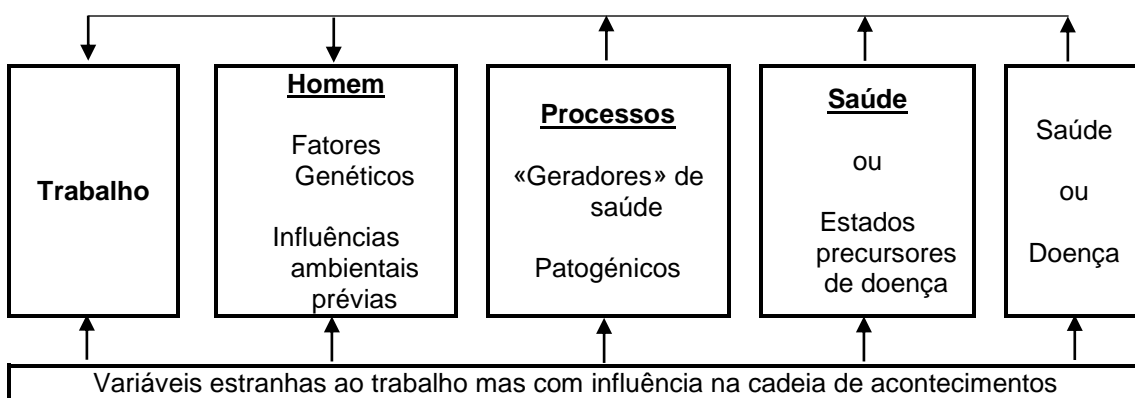 Trabalho
Homem
Fatores
Genéticos
Influências
ambientais
prévias
Processos
«Geradores» de
saúde
Patogénicos
Saúde
ou
Estados
precursores
de doença
Saúde
ou
Doença
Variáveis estranhas ao trabalho mas com influência na cadeia de acontecimentos